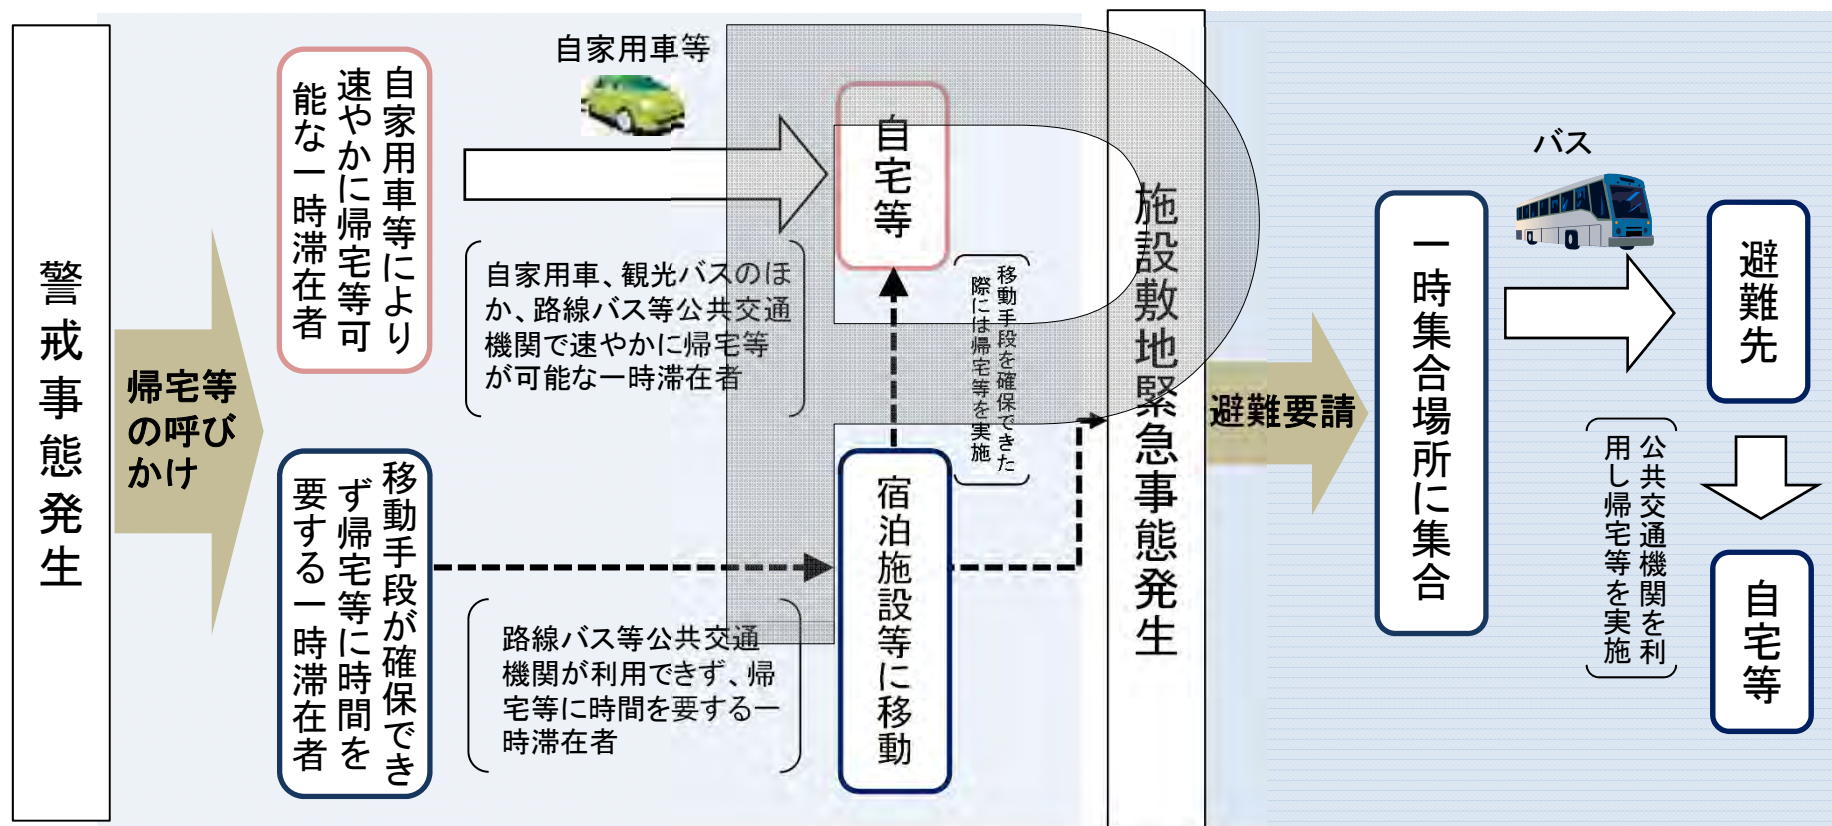 警戒事態発生
帰宅等
の呼び
かけ
自家用車等により
速やかに帰宅等可
能な一時滞在者
移動手段が確保でき
ず帰宅等に時間を
要する一時滞在者
自家用車等
自家用車、観光バスのほ
か、路線バス等公共交通
機関で速やかに帰宅等
が可能な一時滞在者
路線バス等公共交通
機関が利用できず、帰
宅等に時間を要する一
時滞在者
自宅等
移動手段を確保できた
際には帰宅等を実施
宿泊施設等に移動
施設敷地緊急事態発生
避難要請
一時集合場所に集合
バス
避難先
公共交通機関を利
用し帰宅等を実施
自宅等